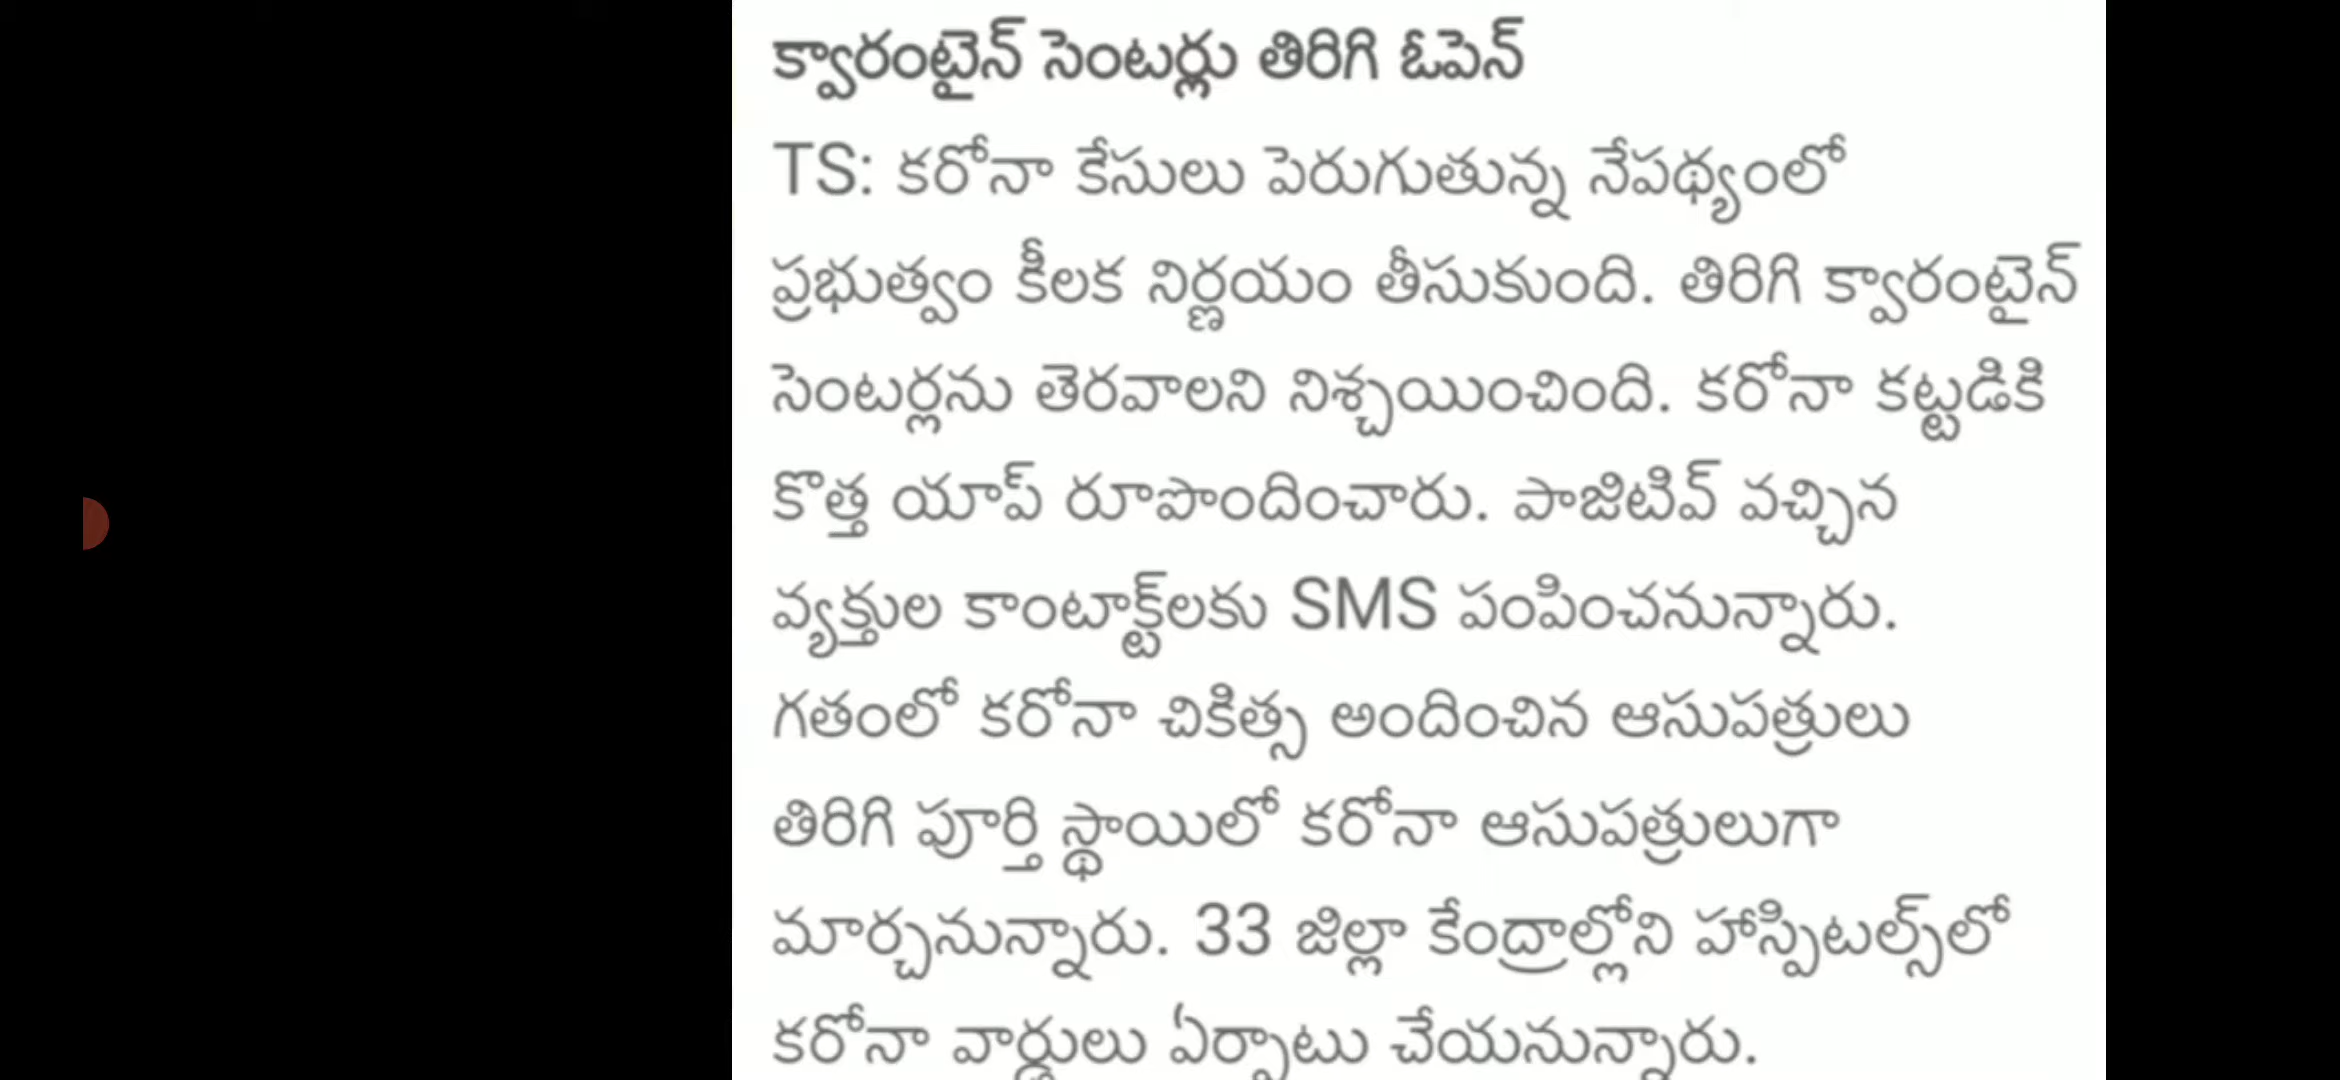 క్వారంటైన్ సెంటర్లు తిరిగి ఓపెన్
TS: కరోనా కేసులు పెరుగుతున్న నేపథ్యంలో
ప్రభుత్వం కీలక నిర్ణయం తీసుకుంది. తిరిగి క్వారంటైన్
సెంటర్లను తెరవాలని నిశ్చయించింది. కరోనా కట్టడికి
కొత్త యాప్ రూపొందించారు. పాజిటివ్ వచ్చిన
వ్యక్తుల కాంటాక్ట్‌లకు SMS పంపించనున్నారు.
గతంలో కరోనా చికిత్స అందించిన ఆసుపత్రులు
తిరిగి పూర్తి స్థాయిలో కరోనా ఆసుపత్రులుగా
మార్చనున్నారు. 33 జిల్లా కేంద్రాల్లోని హాస్పిటల్స్‌లో
కరోనా వార్డులు ఏర్పాటు చేయనున్నారు.